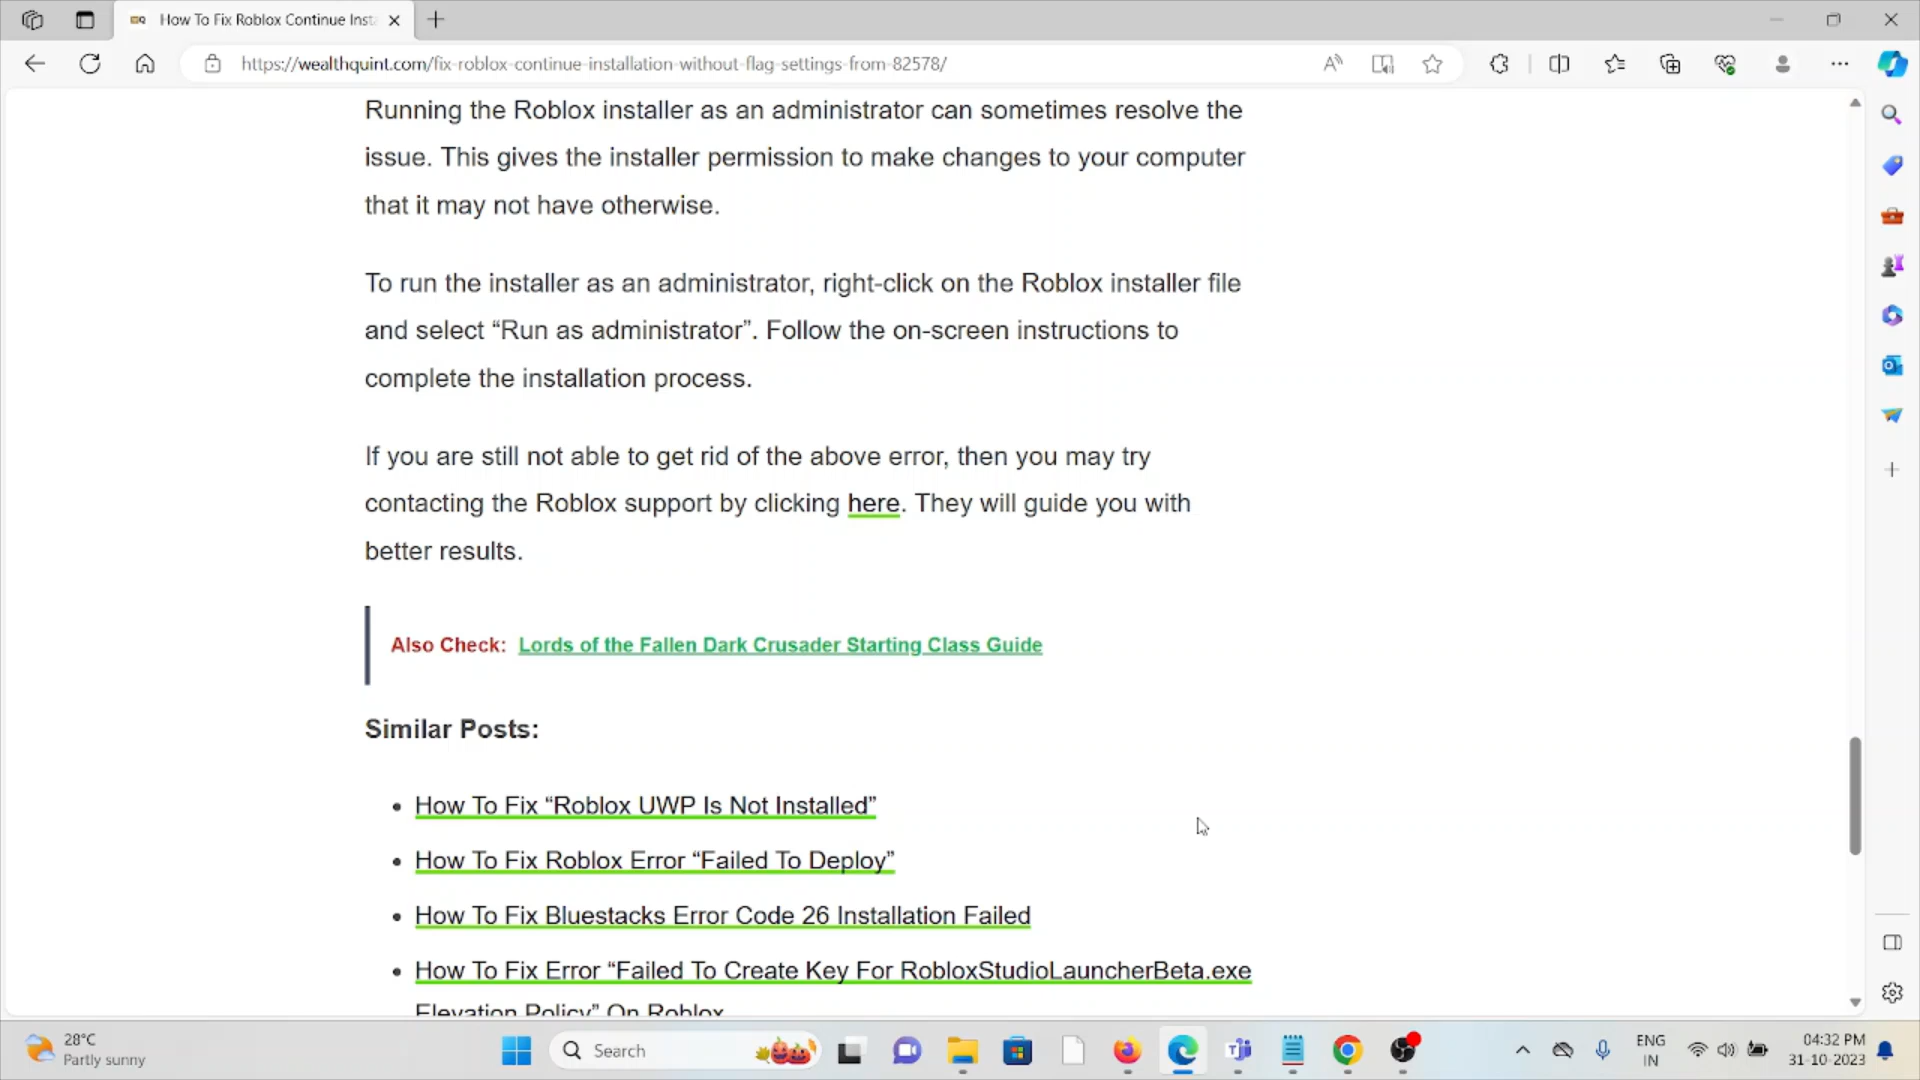 How To Fix Roblox Continue Insta
https://wealthquint.com/fix-roblox-continue-installation-without-flag-settings-from-82578/
Running the Roblox installer as an administrator can sometimes resolve the
issue. This gives the installer permission to make changes to your computer
that it may not have otherwise.
To run the installer as an administrator, right-click on the Roblox installer file
and select “Run as administrator”. Follow the on-screen instructions to
complete the installation process.
If you are still not able to get rid of the above error, then you may try
contacting the Roblox support by clicking here. They will guide you with
better results.
Also Check: Lords of the Fallen Dark Crusader Starting Class Guide
Similar Posts:
• How To Fix “Roblox UWP Is Not Installed”
• How To Fix Roblox Error “Failed To Deploy”
• How To Fix Bluestacks Error Code 26 Installation Failed
• How To Fix Error “Failed To Create Key For RobloxStudioLauncherBeta.exe
Elevation Policy” On Roblox
28°C
Partly sunny
Search
ENG
IN
04:32 PM
31-10-2023